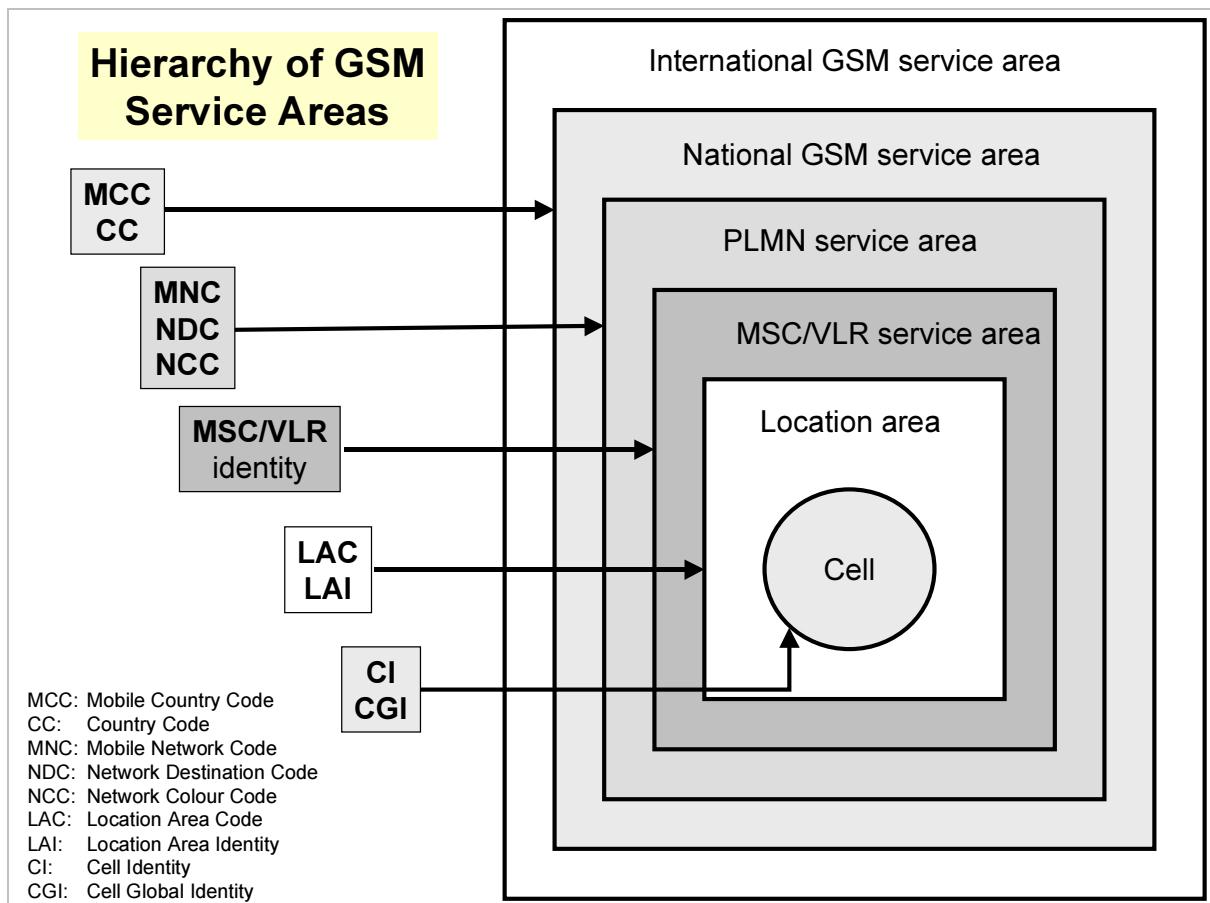 Hierarchy of GSM
Service Areas
International GSM service area
National GSM service area
PLMN service area
MSC/VLR service area
Location area
Cell
MCC
CC
MNC
NDC
NCC
MSC/VLR
identity
LAC
LAI
CI
CGI
MCC: Mobile Country Code
CC: Country Code
MNC: Mobile Network Code
NDC: Network Destination Code
NCC: Network Colour Code
LAC: Location Area Code
LAI: Location Area Identity
CI: Cell Identity
CGI: Cell Global Identity